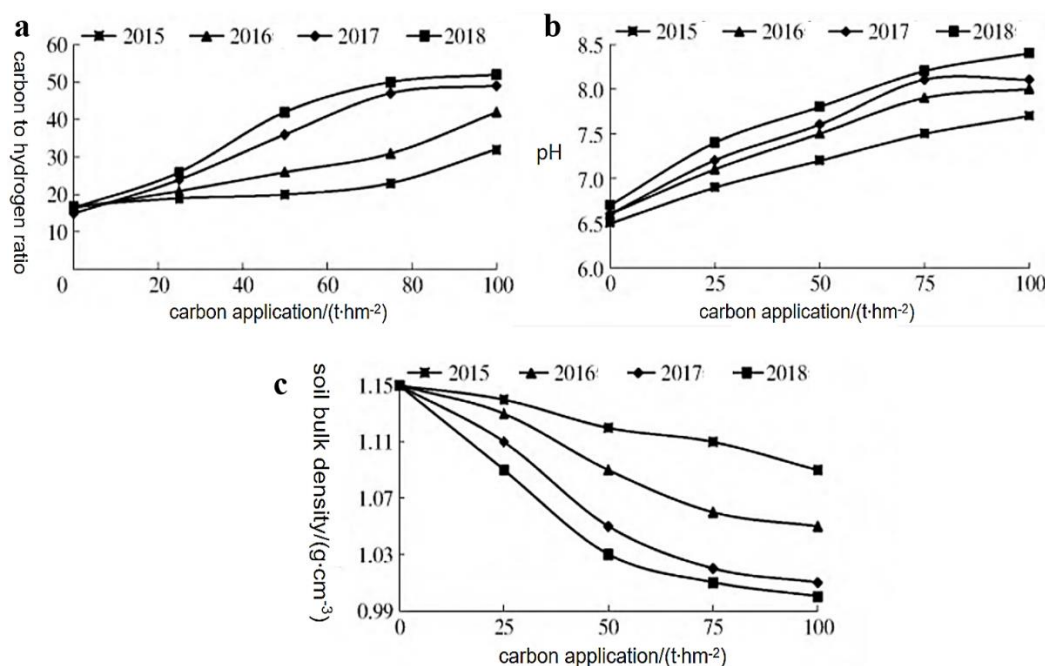 a
2015 2016 2017 2018
carbon to hydrogen ratio
60
50
40
30
20
10
0 20 40 60 80 100
carbon application/(t·hm-2)
b
2015 2016 2017 2018
pH
8.5
8.0
7.5
7.0
6.5
6.0
0 25 50 75 100
carbon application/(t·hm-2)
c
2015 2016 2017 2018
soil bulk density/(g·cm-3)
1.15
1.11
1.07
1.03
0.99
0 25 50 75 100
carbon application/(t·hm-2)